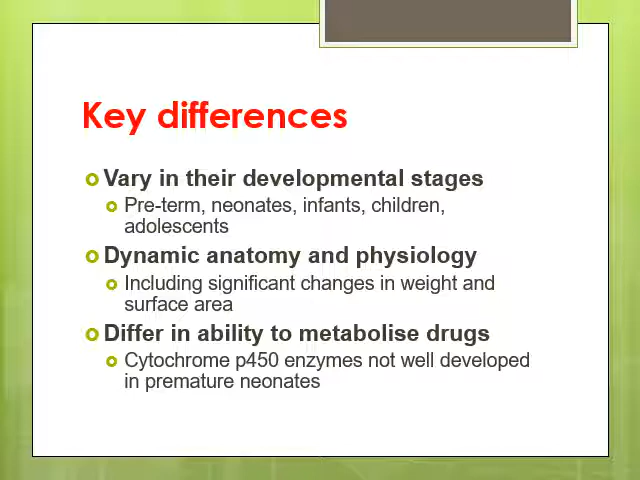 Key differences
Vary in their developmental stages
Pre-term, neonates, infants, children,
adolescents
Dynamic anatomy and physiology
Including significant changes in weight and
surface area
Differ in ability to metabolise drugs
Cytochrome p450 enzymes not well developed
in premature neonates